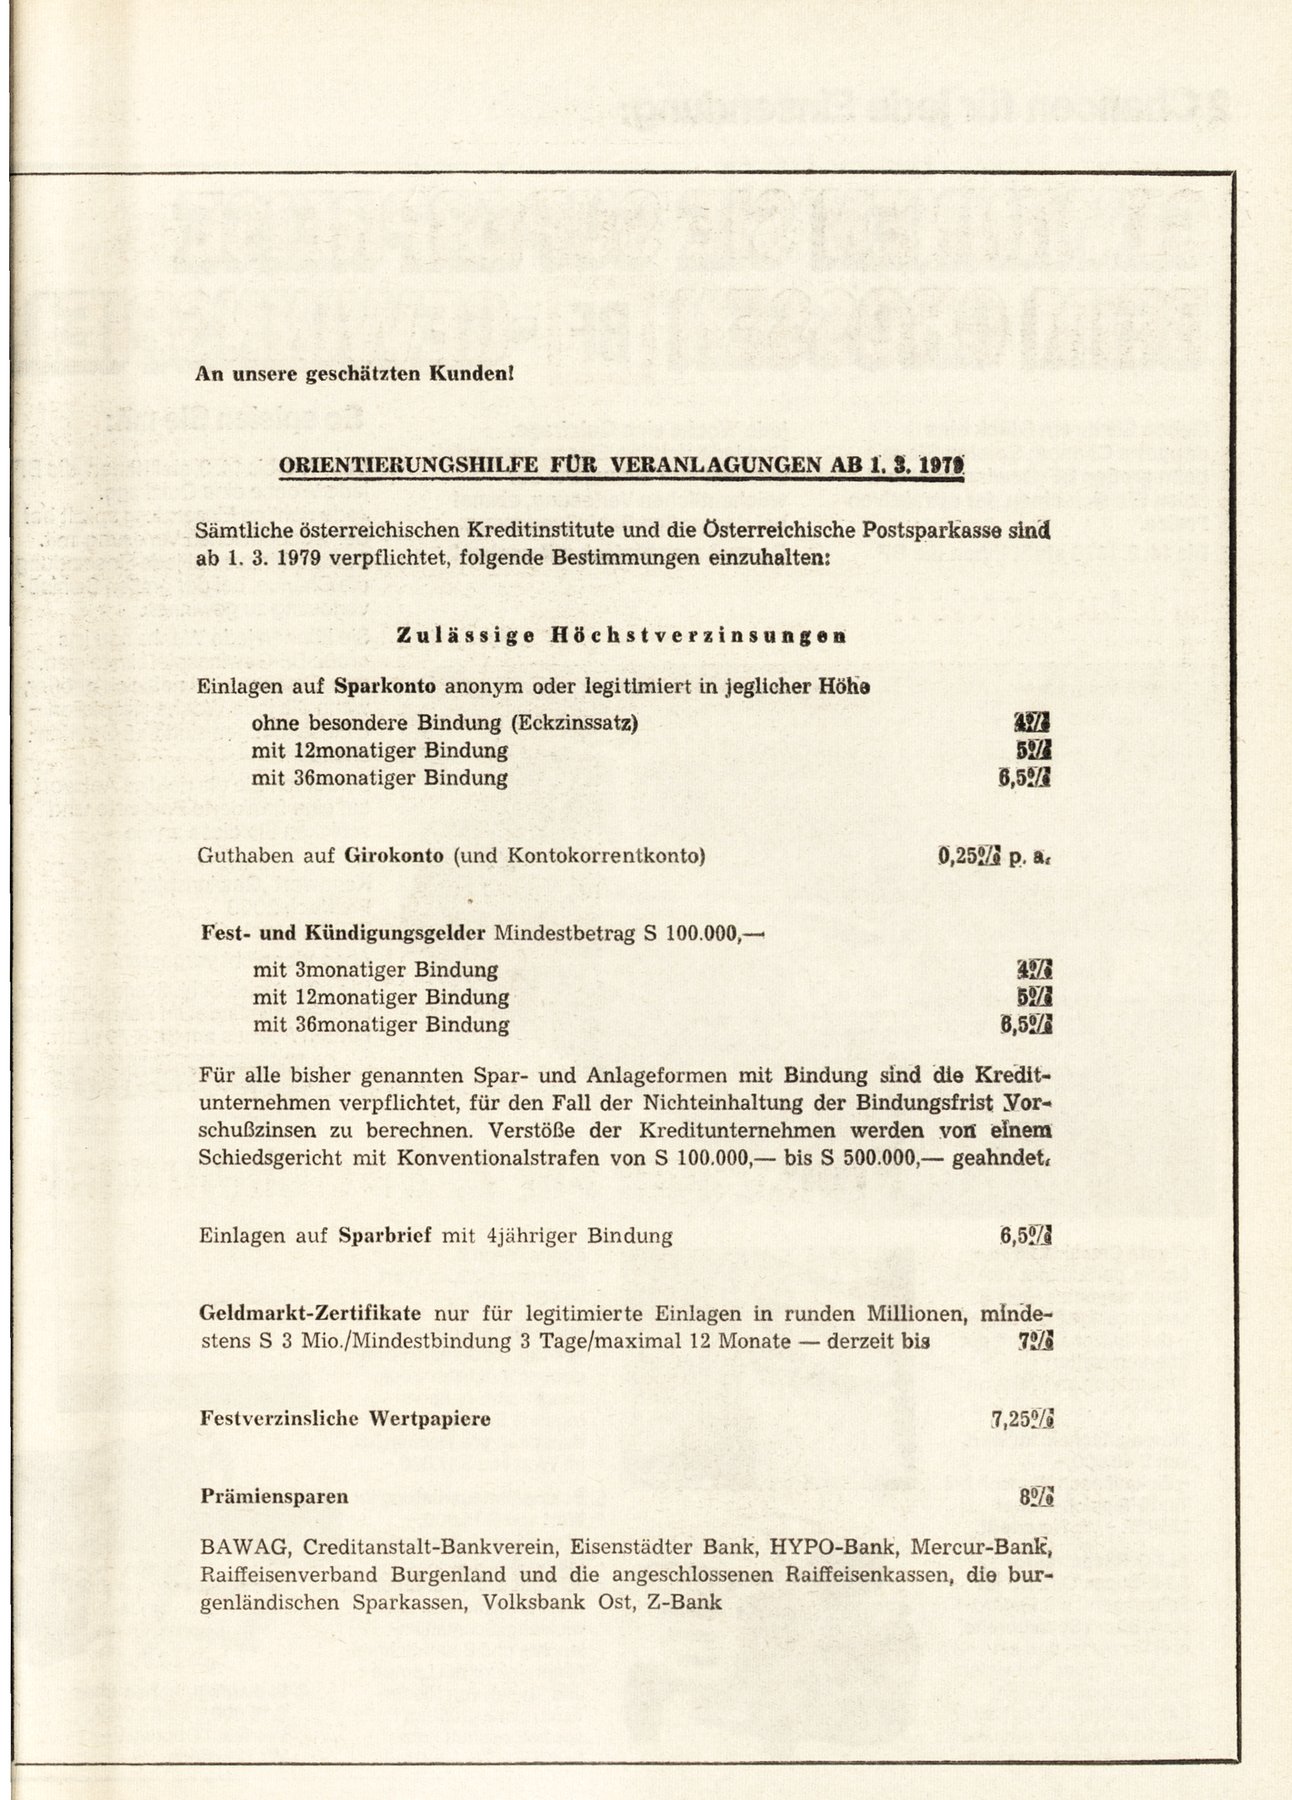 An unsere geschätzten Kunden!
ORIENTIERUNGSHILFE FÜR VERANLAGUNGEN AB 1. 3. 1979
Sämtliche österreichischen Kreditinstitute und die Österreichische Postsparkasse sind
ab 1. 3. 1979 verpflichtet, folgende Bestimmungen einzuhalten:
Zulässige Höchstverzinsungen
Einlagen auf Sparkonto anonym oder legitimiert in jeglicher Höhe
ohne besondere Bindung (Eckzinssatz) 4%
mit 12monatiger Bindung 5%
mit 36monatiger Bindung 6,5%
Guthaben auf Girokonto (und Kontokorrentkonto) 0,25% p. a.
Fest- und Kündigungsgelder Mindestbetrag S 100.000,—
mit 3monatiger Bindung 4%
mit 12monatiger Bindung 5%
mit 36monatiger Bindung 6,5%
Für alle bisher genannten Spar- und Anlageformen mit Bindung sind die Kredit-
unternehmen verpflichtet, für den Fall der Nichteinhaltung der Bindungsfrist Vor-
schußzinsen zu berechnen. Verstöße der Kreditunternehmen werden von einem
Schiedsgericht mit Konventionalstrafen von S 100.000,— bis S 500.000,— geahndet.
Einlagen auf Sparbrief mit 4jähriger Bindung 6,5%
Geldmarkt-Zertifikate nur für legitimierte Einlagen in runden Millionen, minde-
stens S 3 Mio./Mindestbindung 3 Tage/maximal 12 Monate — derzeit bis 7%
Festverzinsliche Wertpapiere 7,25%
Prämiensparen 8%
BAWAG, Creditanstalt-Bankverein, Eisenstädter Bank, HYPO-Bank, Mercur-Bank,
Raiffeisenverband Burgenland und die angeschlossenen Raiffeisenkassen, die bur-
genländischen Sparkassen, Volksbank Ost, Z-Bank